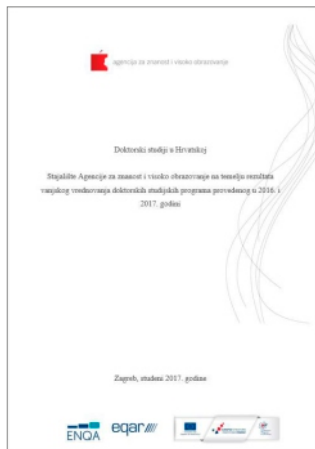 agencija za znanost i visoko obrazovanje
Doktorski studiji u Hrvatskoj
Stajalište Agencije za znanost i visoko obrazovanje na temelju rezultata
vanjskog vrednovanja doktorskih studijskih programa provedenog u 2016. i
2017. godini
Zagreb, studeni 2017. godine
ENQA
eqar